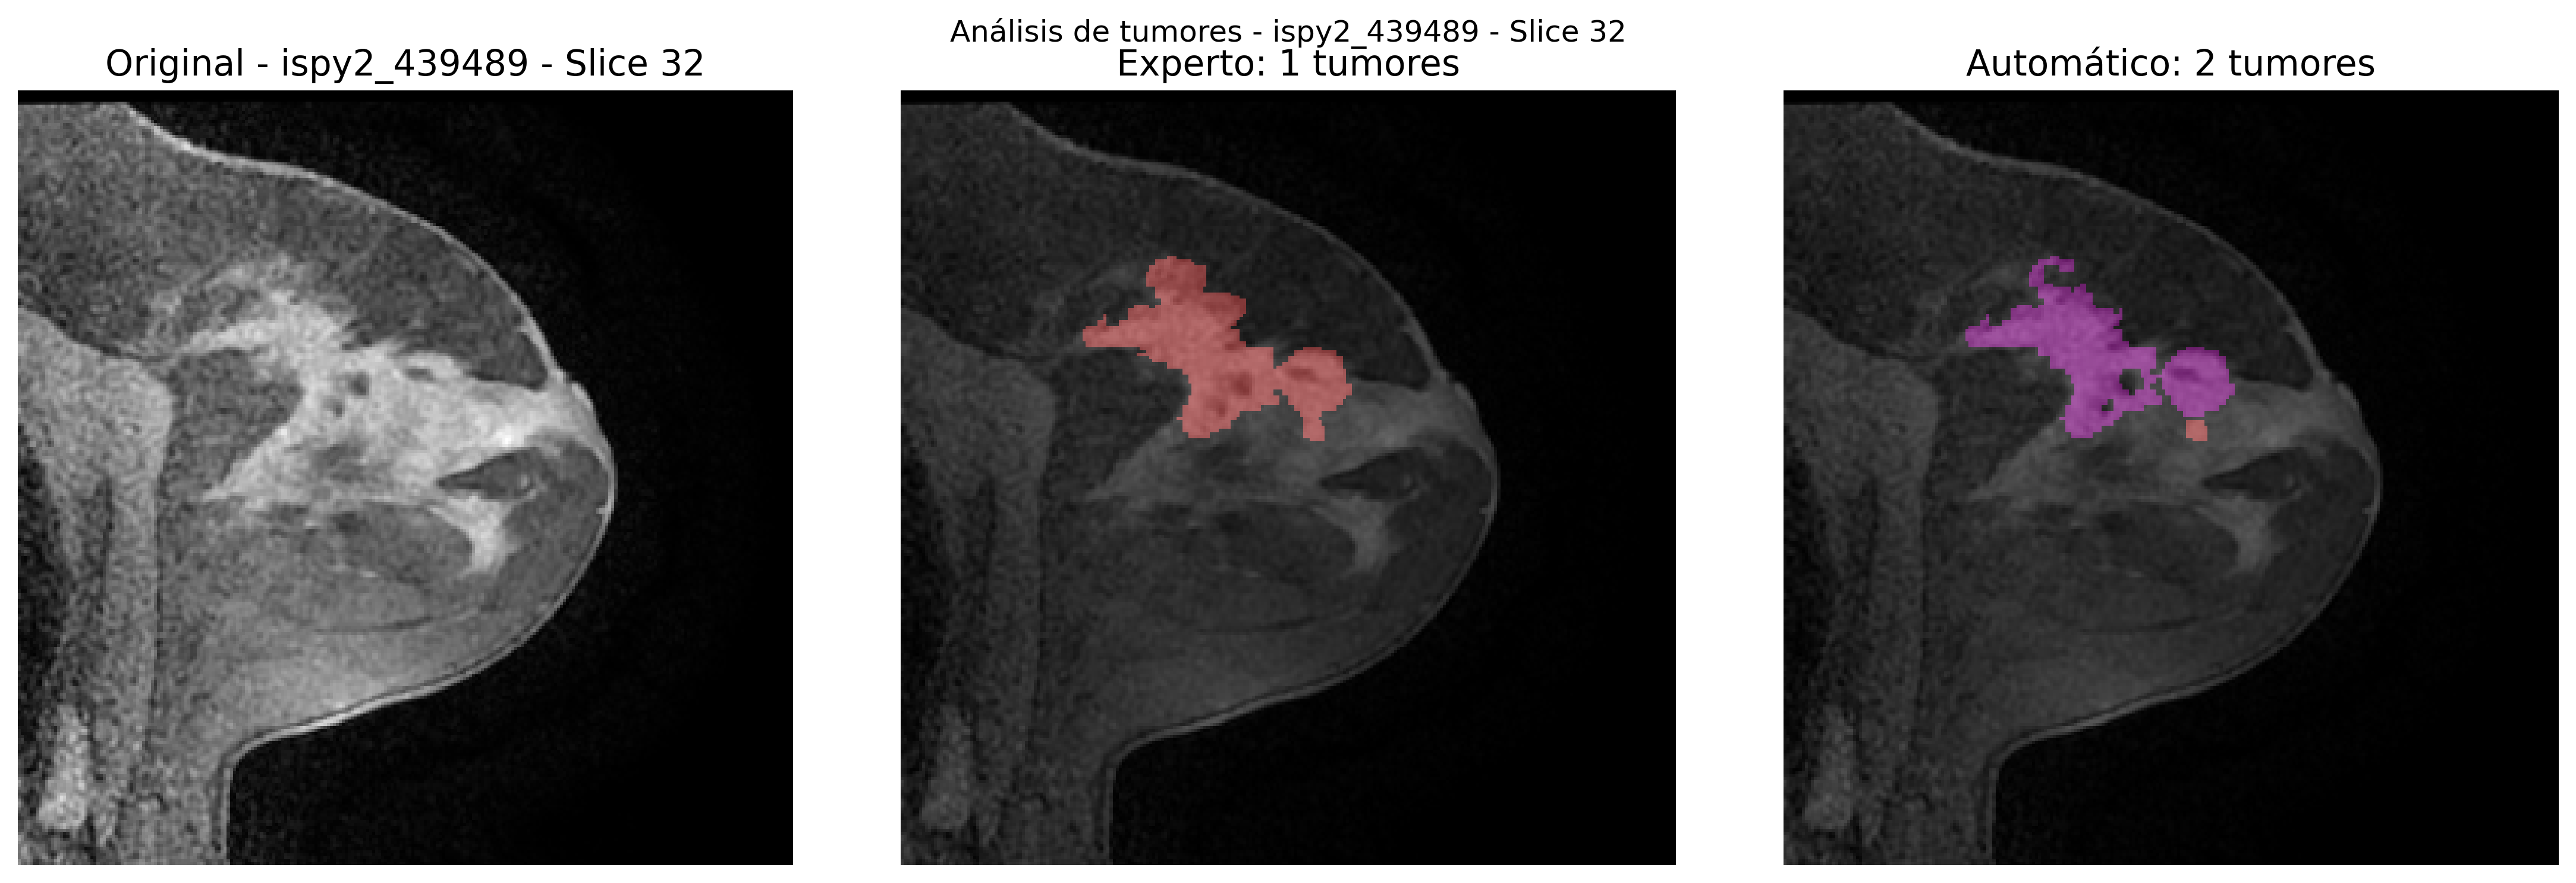 Análisis de tumores - ispy2_439489 - Slice 32
Original - ispy2_439489 - Slice 32
Experto: 1 tumores
Automático: 2 tumores